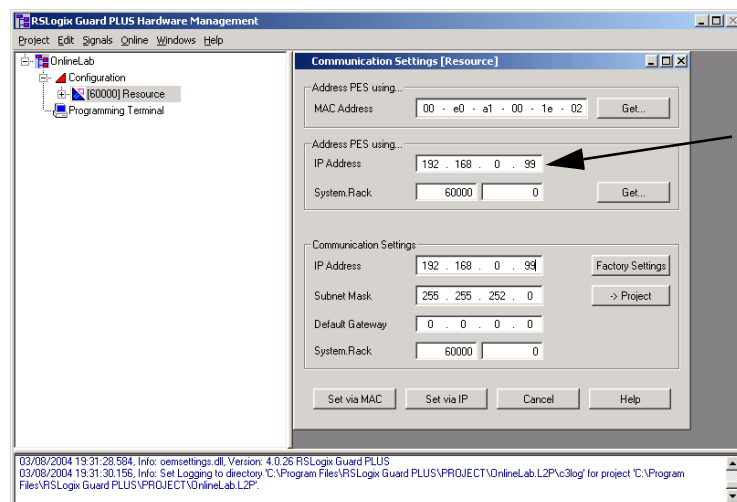 RSLogix Guard PLUS Hardware Management
Project Edit Signals Online Windows Help
OnlineLab
Configuration
[60000] Resource
Programming Terminal
Communication Settings [Resource]
Address PES using...
MAC Address 00 - e0 - a1 - 00 - 1e - 02 Get...
Address PES using...
IP Address 192 . 168 . 0 . 99
System.Rack 60000 0 Get...
Communication Settings
IP Address 192 . 168 . 0 . 99 Factory Settings
Subnet Mask 255 . 255 . 252 . 0 -> Project
Default Gateway 0 . 0 . 0 . 0
System.Rack 60000 0
Set via MAC Set via IP Cancel Help
03/08/2004 19:31:28.584, Info: oemsettings.dll, Version: 4.0.26 RSLogix Guard PLUS
03/08/2004 19:31:30.156, Info: Set Logging to directory 'C:\Program Files\RSLogix Guard PLUS\PROJECT\OnlineLab.L2P\c3log' for project 'C:\Program
Files\RSLogix Guard PLUS\PROJECT\OnlineLab.L2P'.